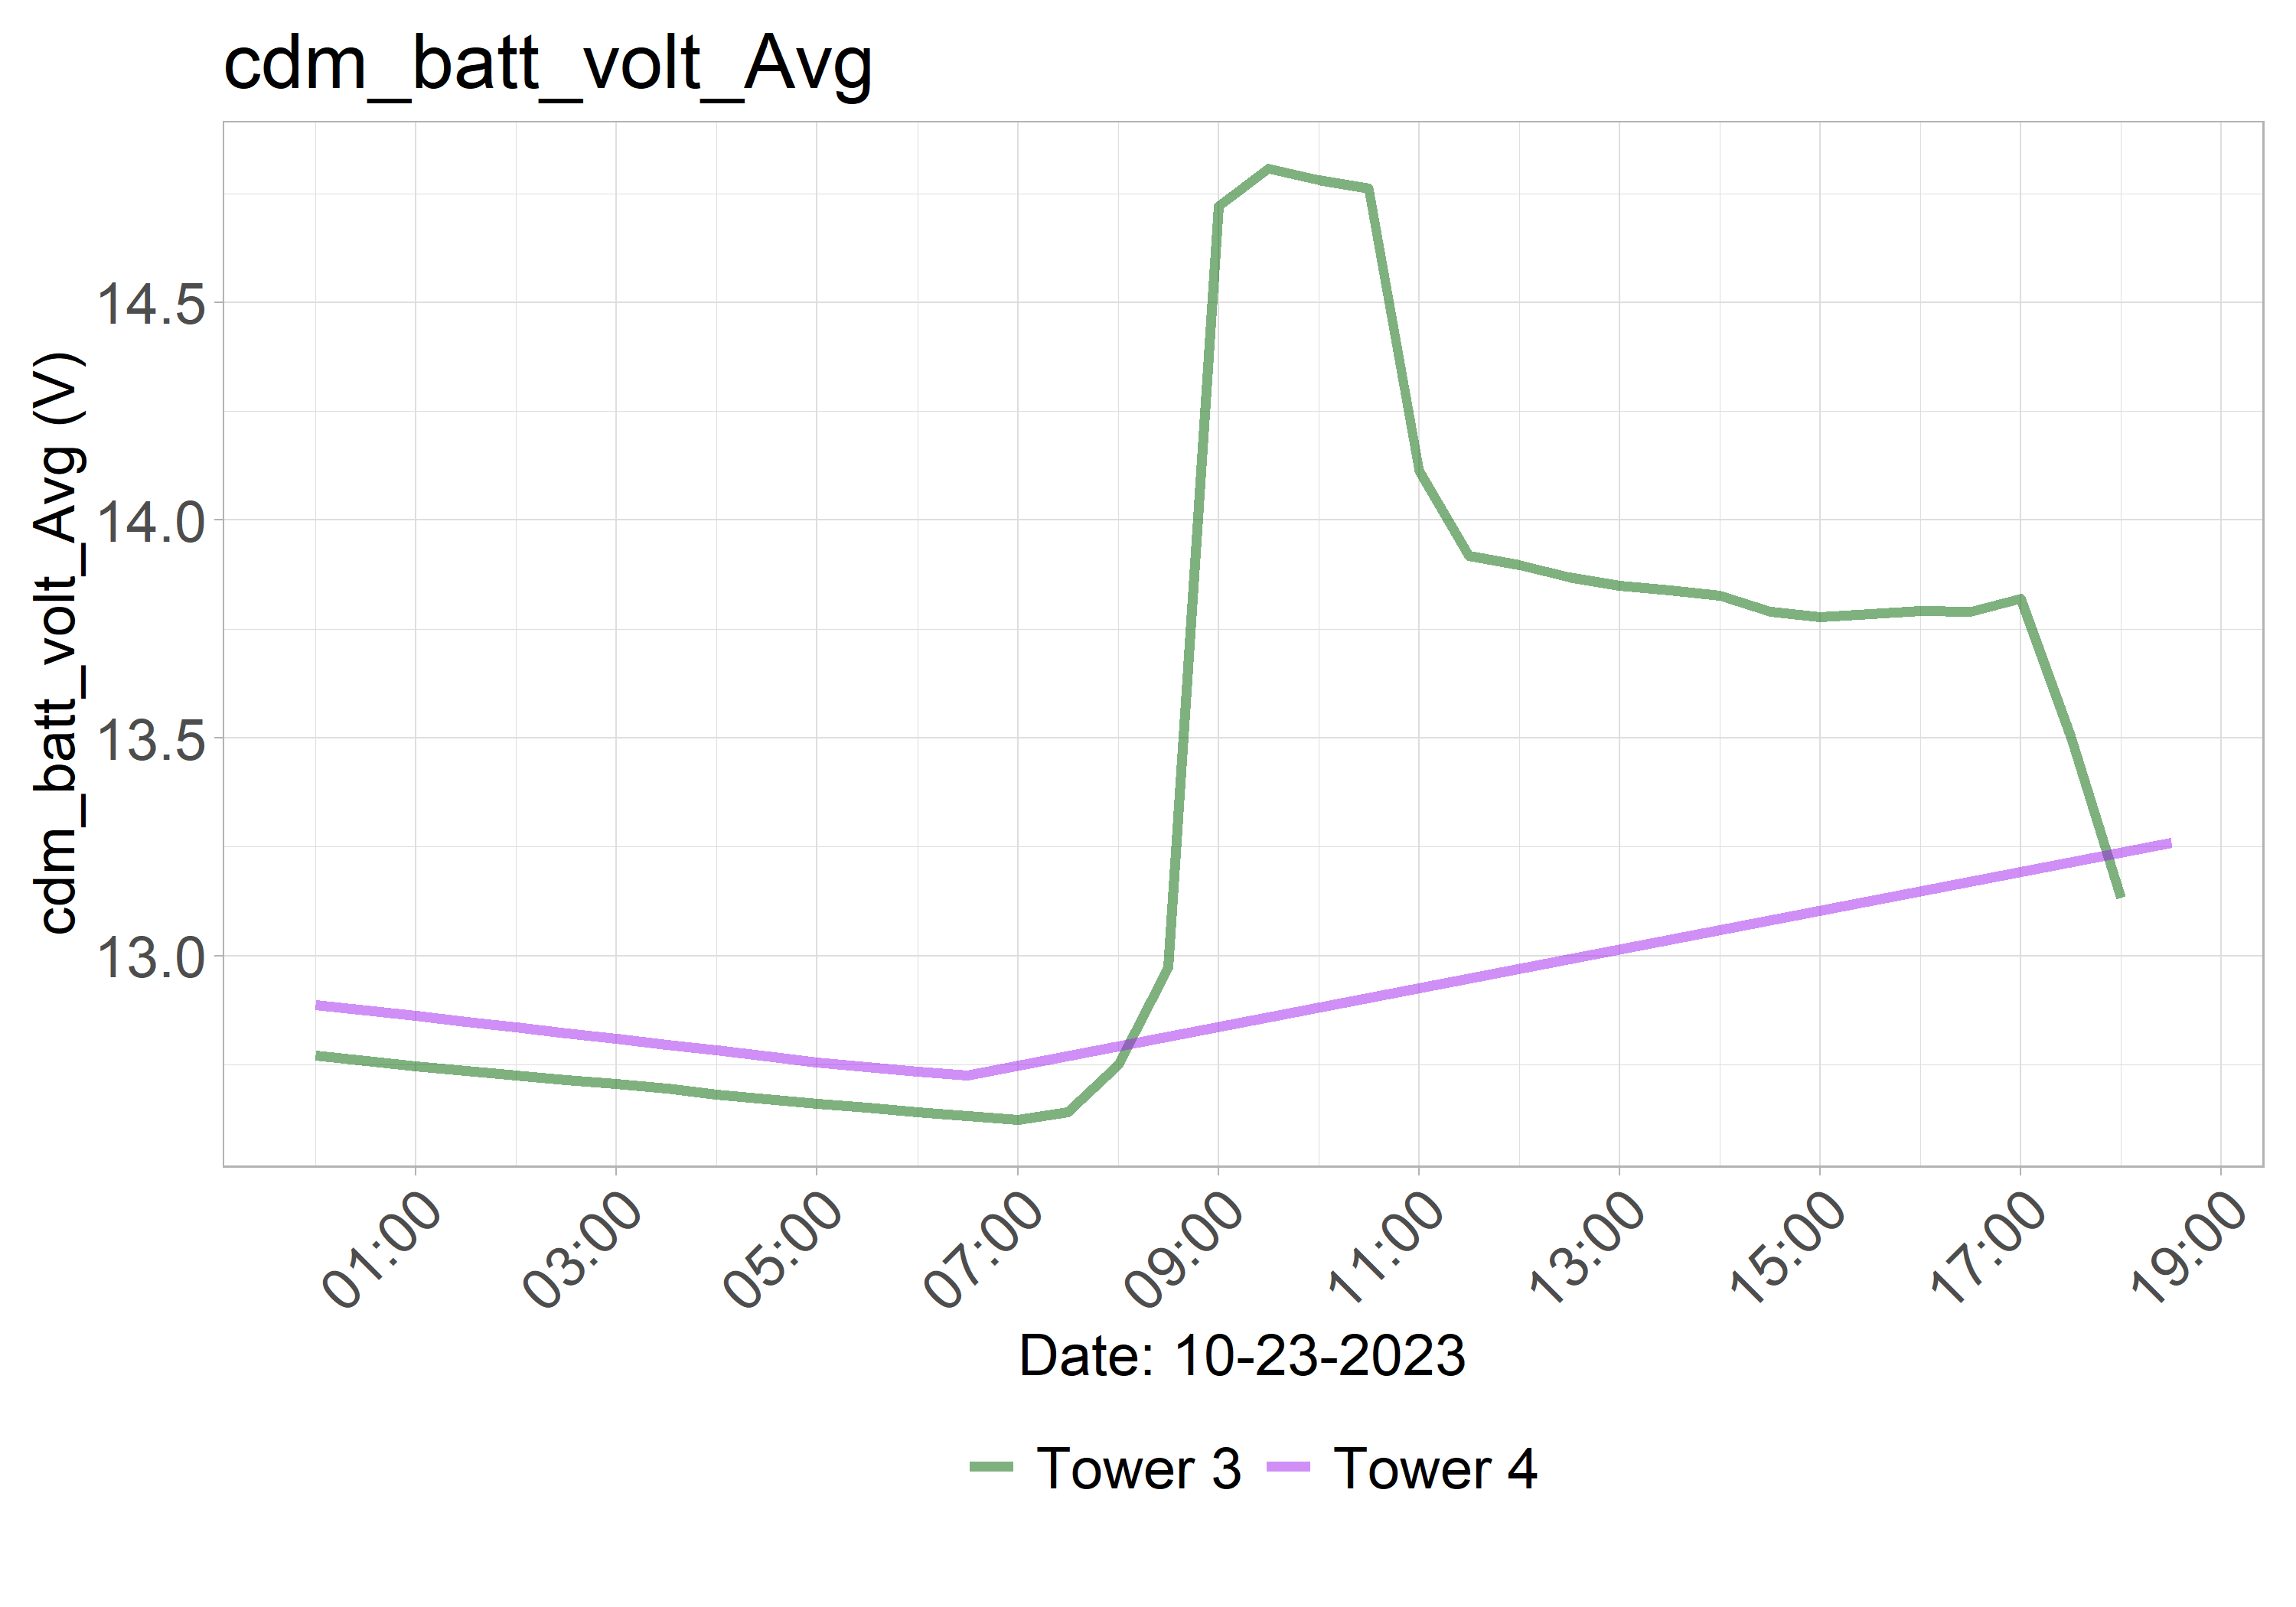 cdm_batt_volt_Avg
cdm_batt_volt_Avg (V)
14.5
14.0
13.5
13.0
01:00 03:00 05:00 07:00 09:00 11:00 13:00 15:00 17:00 19:00
Date: 10-23-2023
Tower 3 Tower 4